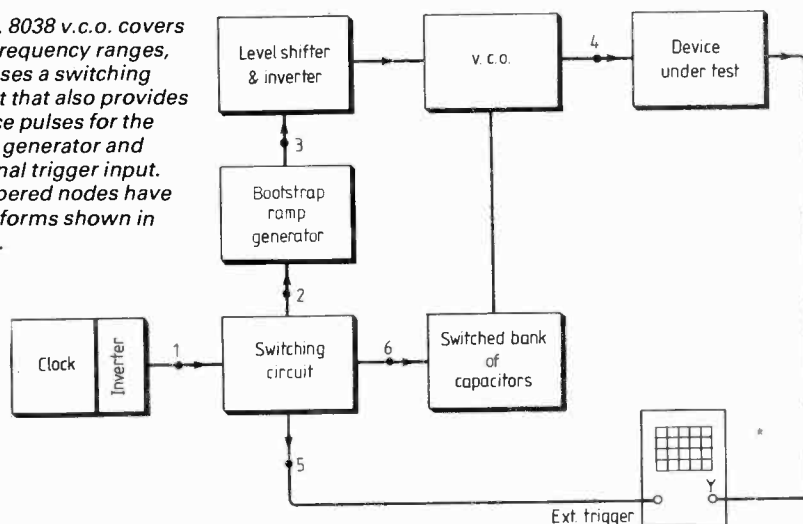 . 8038 v.c.o. covers
requency ranges,
ses a switching
t that also provides
ce pulses for the
generator and
nal trigger input.
bered nodes have
forms shown in
.
Level shifter
& inverter
v.c.o.
4
Device
under test
3
Bootstrap
ramp
generator
2
Clock
Inverter
1
Switching
circuit
6
Switched bank
of
capacitors
5
*
Y
Ext. trigger